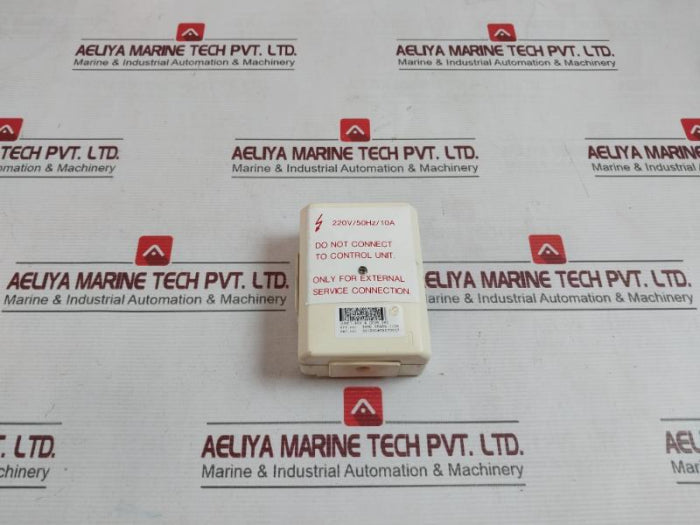 AELIYA MARINE TECH PVT. LTD.
Marine & Industrial Automation & Machinery
AELIYA MARINE TECH PVT. LTD.
Marine & Industrial Automation & Machinery
TECH PVT. LTD.
Automation & Machinery
AELIYA MARINE TECH PVT. LTD.
Marine & Industrial Automation & Machinery
AELIYA MARINE
Marine & Industrial
220V/50Hz/10A
DO NOT CONNECT
TO CONTROL UNIT.
ONLY FOR EXTERNAL
SERVICE CONNECTION.
AELIYA MARINE TECH PVT. LTD.
Marine & Industrial Automation & Machinery
AELIYA MARINE TECH PVT. LTD.
Marine & Industrial Automation & Machinery
T. LTD.
Machinery
AELIYA MARINE TECH PVT. LTD.
Marine & Industrial Automation & Machinery
AELIY
Marine &